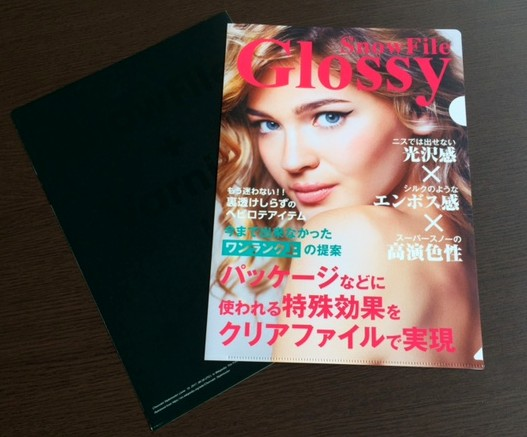 SnowFile
Glossy
ニスでは出せない
光沢感
×
シルクのような
エンボス感
×
スーパースノーの
高演色性
もう迷わない!!
裏透けしらずの
ヘビロテアイテム
今まで出来なかった
ワンランク上の提案
パッケージなどに
使われる特殊効果を
クリアファイルで実現